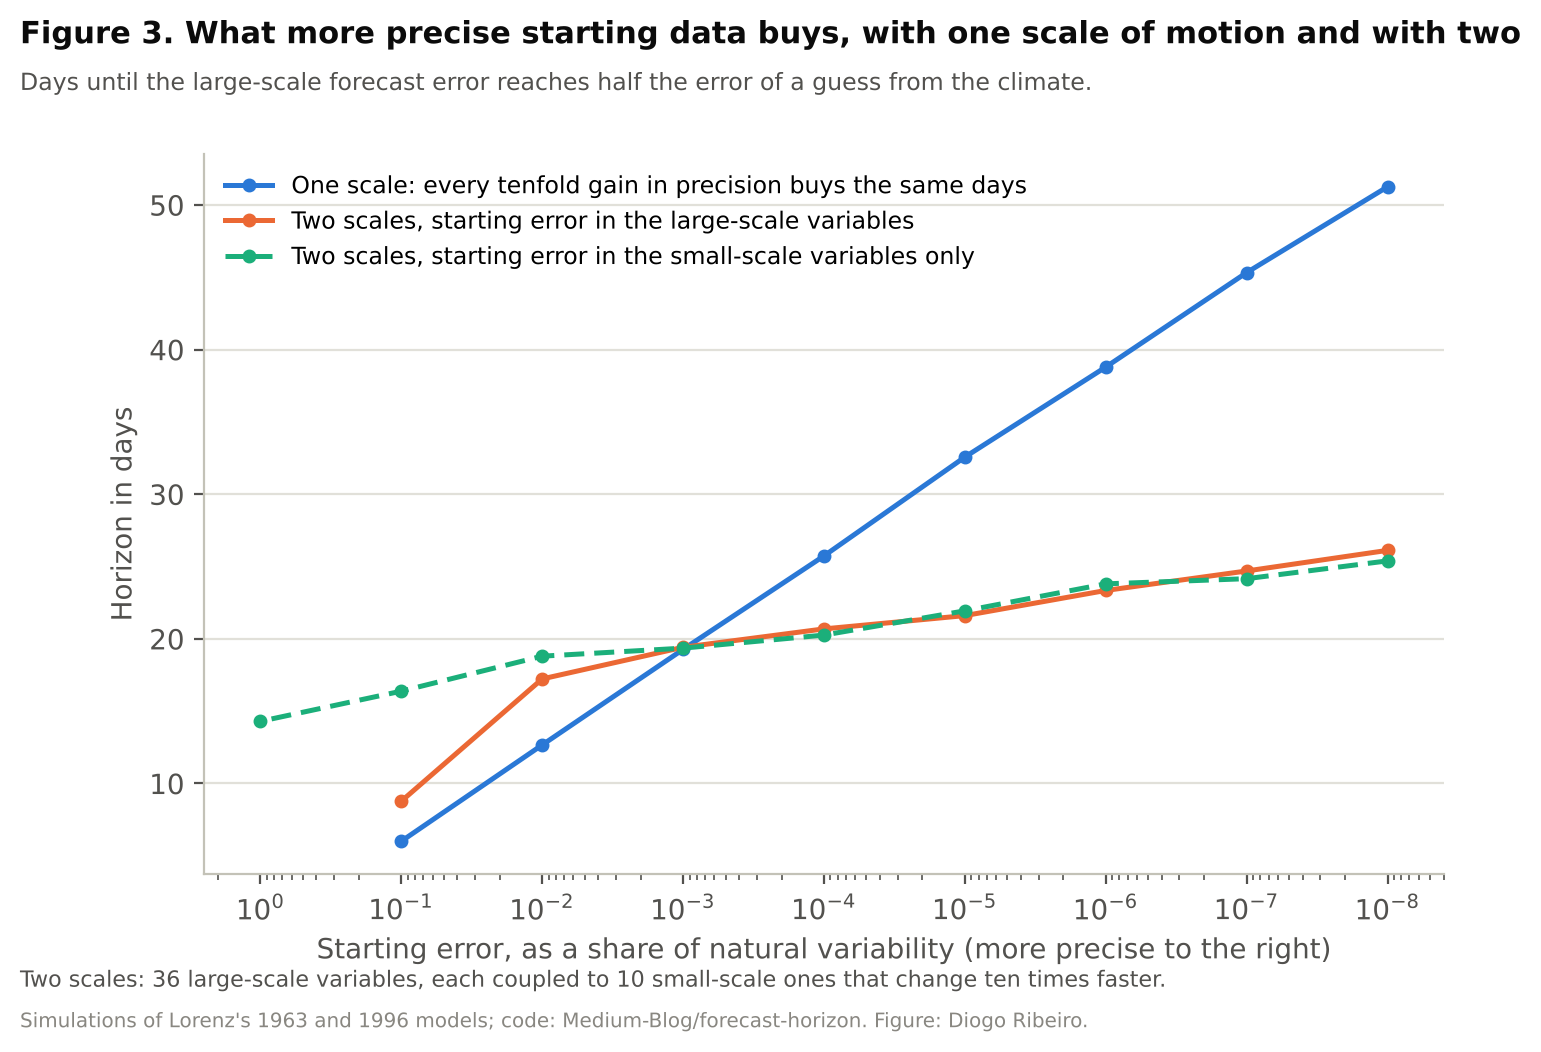 Figure 3. What more precise starting data buys, with one scale of motion and with two
Days until the large-scale forecast error reaches half the error of a guess from the climate.
One scale: every tenfold gain in precision buys the same days
Two scales, starting error in the large-scale variables
Two scales, starting error in the small-scale variables only
Horizon in days
50
40
30
20
10
10⁰ 10⁻¹ 10⁻² 10⁻³ 10⁻⁴ 10⁻⁵ 10⁻⁶ 10⁻⁷ 10⁻⁸
Starting error, as a share of natural variability (more precise to the right)
Two scales: 36 large-scale variables, each coupled to 10 small-scale ones that change ten times faster.
Simulations of Lorenz's 1963 and 1996 models; code: Medium-Blog/forecast-horizon. Figure: Diogo Ribeiro.